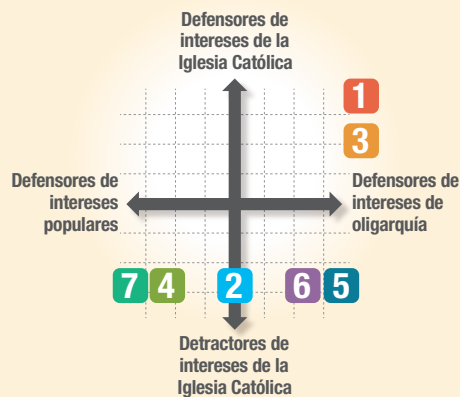 Defensores de
intereses de la
Iglesia Católica
1
3
Defensores de
intereses
populares
Defensores de
intereses de
oligarquía
7
4
2
6
5
Detractores de
intereses de la
Iglesia Católica